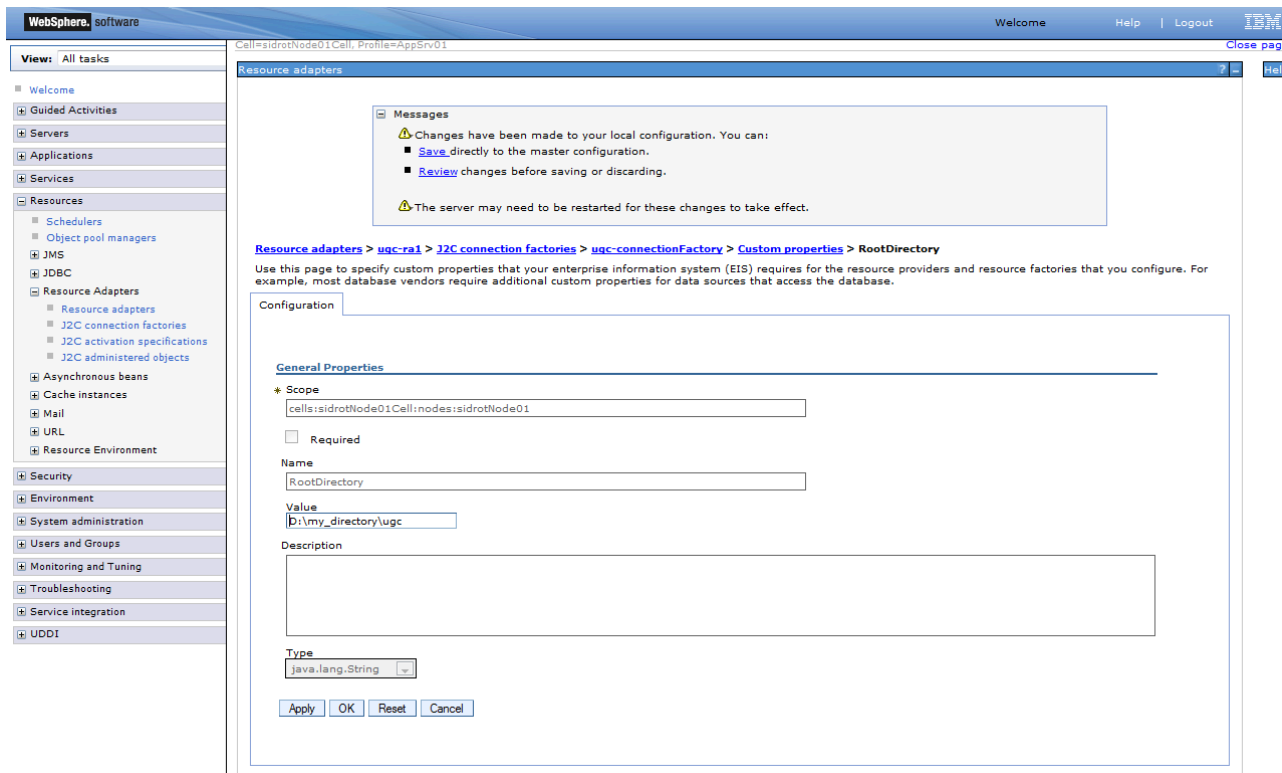 WebSphere. software
Welcome Help | Logout IBM
Cell=sidrotNode01Cell, Profile=AppSrv01
Close pag
View: All tasks
Welcome
Guided Activities
Servers
Applications
Services
Resources
Schedulers
Object pool managers
JMS
JDBC
Resource Adapters
Resource adapters
J2C connection factories
J2C activation specifications
J2C administered objects
Asynchronous beans
Cache instances
Mail
URL
Resource Environment
Security
Environment
System administration
Users and Groups
Monitoring and Tuning
Troubleshooting
Service integration
UDDI
Resource adapters ? -
Hel
Messages
Changes have been made to your local configuration. You can:
Save directly to the master configuration.
Review changes before saving or discarding.
The server may need to be restarted for these changes to take effect.
Resource adapters > ugc-ra1 > J2C connection factories > ugc-connectionFactory > Custom properties > RootDirectory
Use this page to specify custom properties that your enterprise information system (EIS) requires for the resource providers and resource factories that you configure. For
example, most database vendors require additional custom properties for data sources that access the database.
Configuration
General Properties
* Scope
cells:sidrotNode01Cell:nodes:sidrotNode01
Required
Name
RootDirectory
Value
D:\my_directory\ugc
Description
Type
java.lang.String
Apply OK Reset Cancel